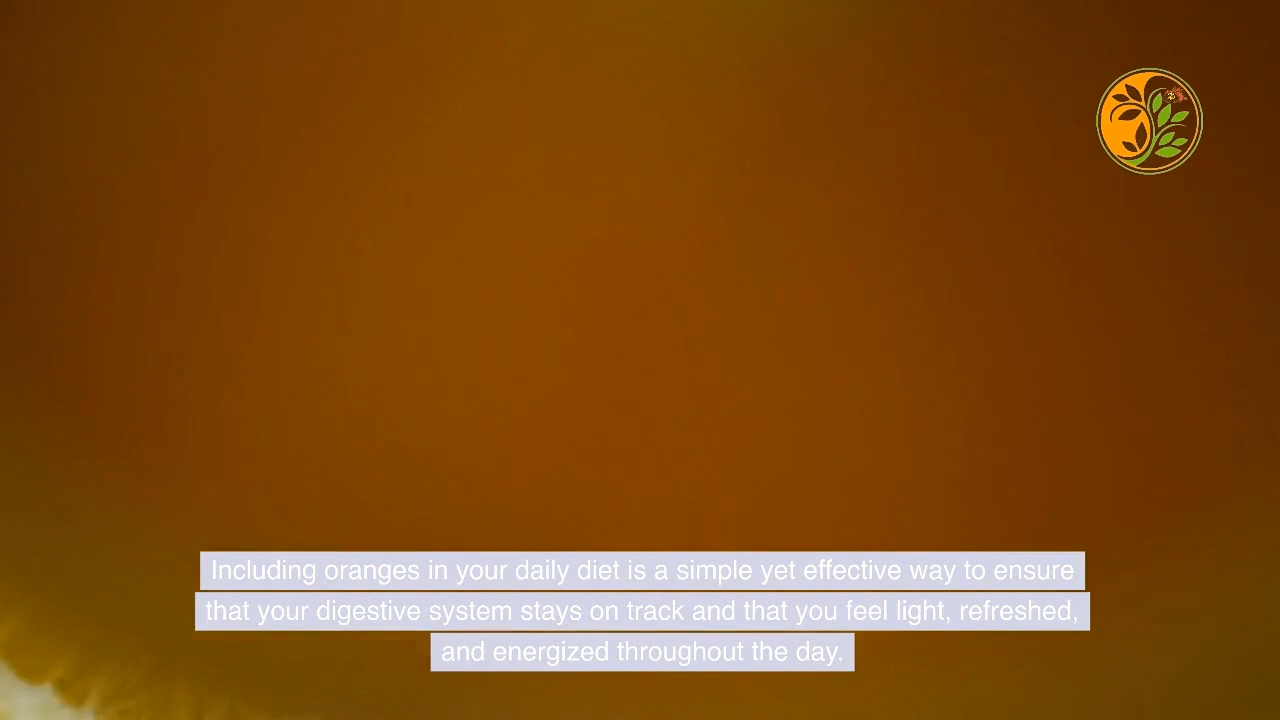 Including oranges in your daily diet is a simple yet effective way to ensure
that your digestive system stays on track and that you feel light, refreshed,
and energized throughout the day.